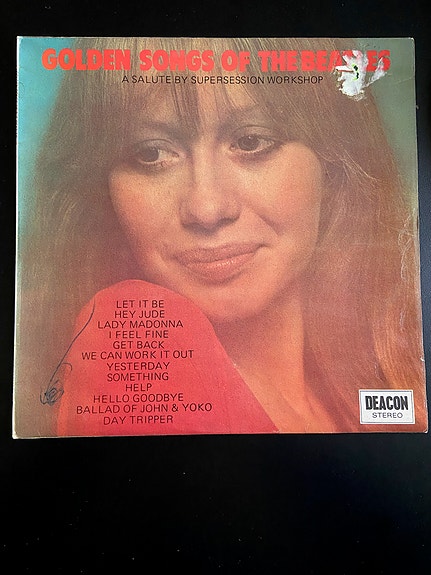 GOLDEN SONGS OF THE BEATLES
A SALUTE BY SUPERSESSION WORKSHOP
LET IT BE
HEY JUDE
LADY MADONNA
I FEEL FINE
GET BACK
WE CAN WORK IT OUT
YESTERDAY
SOMETHING
HELP
HELLO GOODBYE
BALLAD OF JOHN & YOKO
DAY TRIPPER
DEACON
STEREO